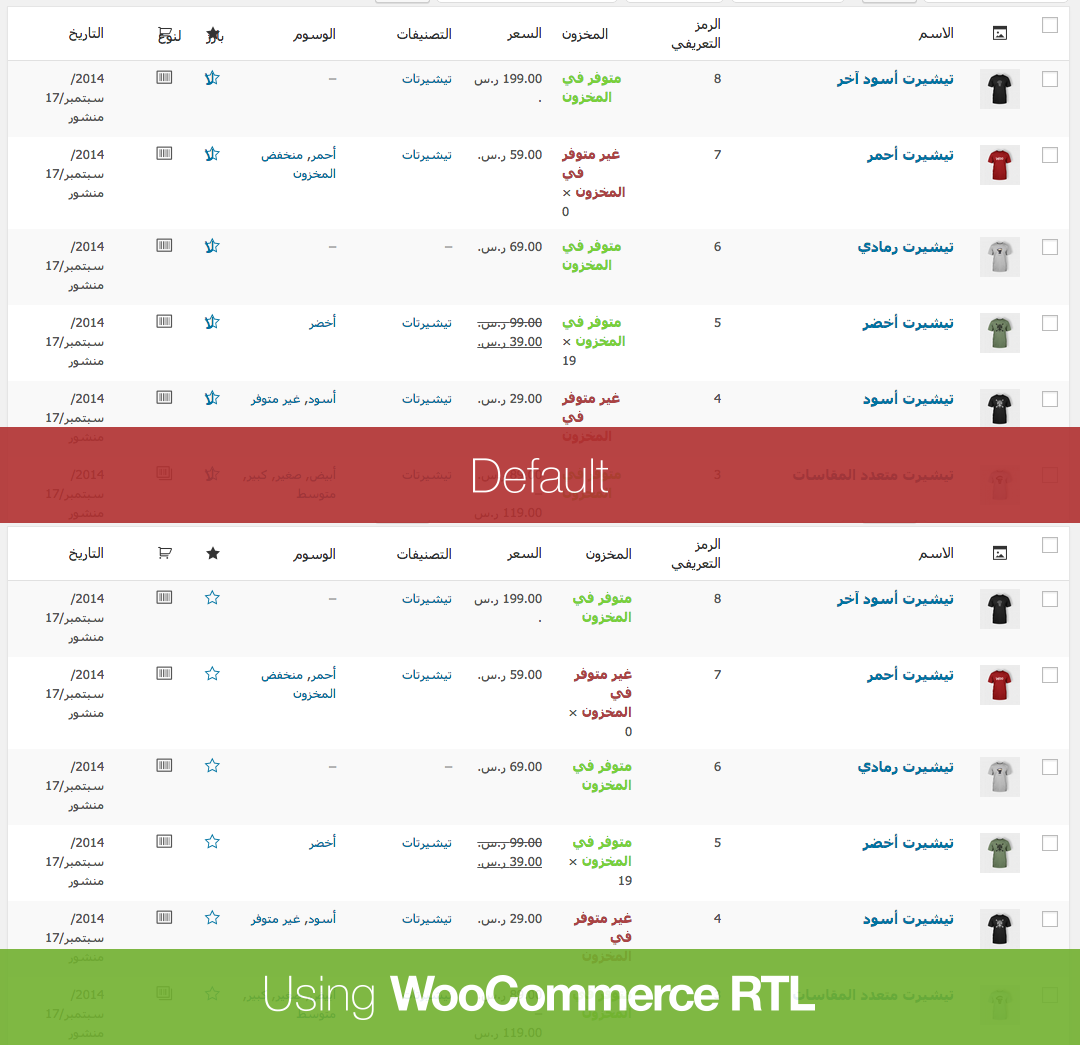 الاسم
الرمز التعريفي
المخزون
السعر
التصنيفات
الوسوم
بارز
لنوع
التاريخ
تيشيرت أسود آخر
8
متوفر في
المخزون
199.00 ر.س
.
تيشيرتات
–
2014/
سبتمبر/17
منشور
تيشيرت أحمر
7
غير متوفر
في
المخزون ×
0
59.00 ر.س.
تيشيرتات
أحمر, منخفض
المخزون
2014/
سبتمبر/17
منشور
تيشيرت رمادي
6
متوفر في
المخزون
69.00 ر.س.
–
–
2014/
سبتمبر/17
منشور
تيشيرت أخضر
5
متوفر في
المخزون ×
19
99.00 ر.س.
39.00 ر.س.
تيشيرتات
أخضر
2014/
سبتمبر/17
منشور
تيشيرت أسود
4
غير متوفر
في
المخزون
29.00 ر.س.
تيشيرتات
أسود, غير متوفر
2014/
سبتمبر/17
منشور
Default
تيشيرت متعدد المقاسات
3
119.00 ر.س
تيشيرتات
أبيض, صغير, كبير,
متوسط
2014/
سبتمبر/17
منشور
الاسم
الرمز التعريفي
المخزون
السعر
التصنيفات
الوسوم
التاريخ
تيشيرت أسود آخر
8
متوفر في
المخزون
199.00 ر.س
.
تيشيرتات
–
2014/
سبتمبر/17
منشور
تيشيرت أحمر
7
غير متوفر
في
المخزون ×
0
59.00 ر.س.
تيشيرتات
أحمر, منخفض
المخزون
2014/
سبتمبر/17
منشور
تيشيرت رمادي
6
متوفر في
المخزون
69.00 ر.س.
–
–
2014/
سبتمبر/17
منشور
تيشيرت أخضر
5
متوفر في
المخزون ×
19
99.00 ر.س.
39.00 ر.س.
تيشيرتات
أخضر
2014/
سبتمبر/17
منشور
تيشيرت أسود
4
غير متوفر
في
المخزون
29.00 ر.س.
تيشيرتات
أسود, غير متوفر
2014/
سبتمبر/17
منشور
Using WooCommerce RTL
تيشيرت متعدد المقاسات
119.00 ر.س
متوسط
2014/
سبتمبر/17
منشور